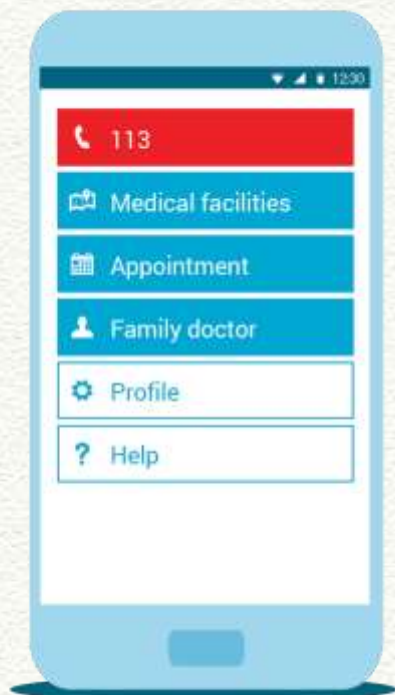 12:30
113
Medical facilities
Appointment
Family doctor
Profile
? Help